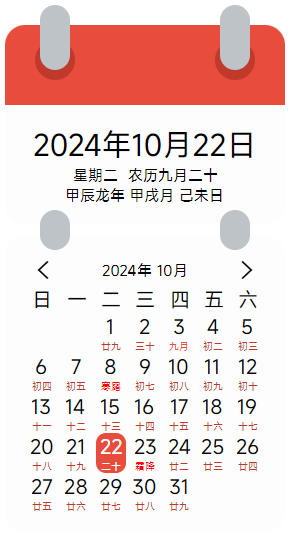 2024年10月22日
星期二 农历九月二十
甲辰龙年 甲戌月 己未日
2024年 10月
日 一 二 三 四 五 六
1 2 3 4 5
廿九 三十 九月 初二 初三
6 7 8 9 10 11 12
初四 初五 寒露 初七 初八 初九 初十
13 14 15 16 17 18 19
十一 十二 十三 十四 十五 十六 十七
20 21 22 23 24 25 26
十八 十九 二十 霜降 廿二 廿三 廿四
27 28 29 30 31
廿五 廿六 廿七 廿八 廿九